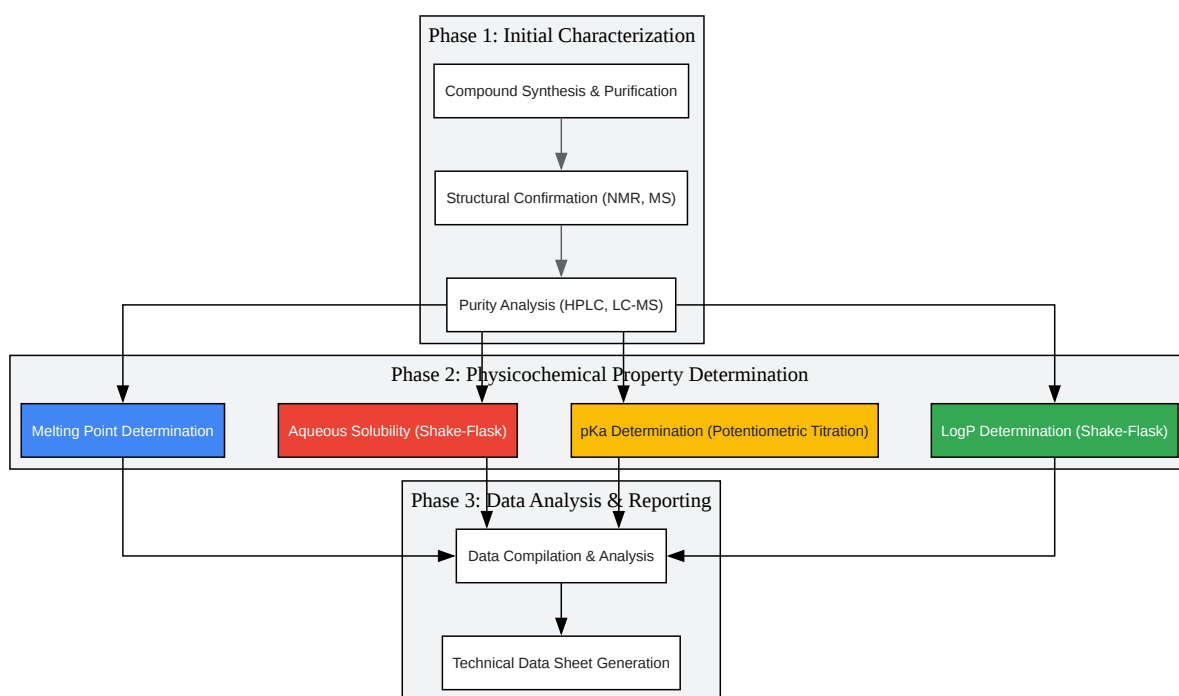 Phase 1: Initial Characterization
Compound Synthesis & Purification
Structural Confirmation (NMR, MS)
Purity Analysis (HPLC, LC-MS)
Phase 2: Physicochemical Property Determination
Melting Point Determination
Aqueous Solubility (Shake-Flask)
pKa Determination (Potentiometric Titration)
LogP Determination (Shake-Flask)
Phase 3: Data Analysis & Reporting
Data Compilation & Analysis
Technical Data Sheet Generation